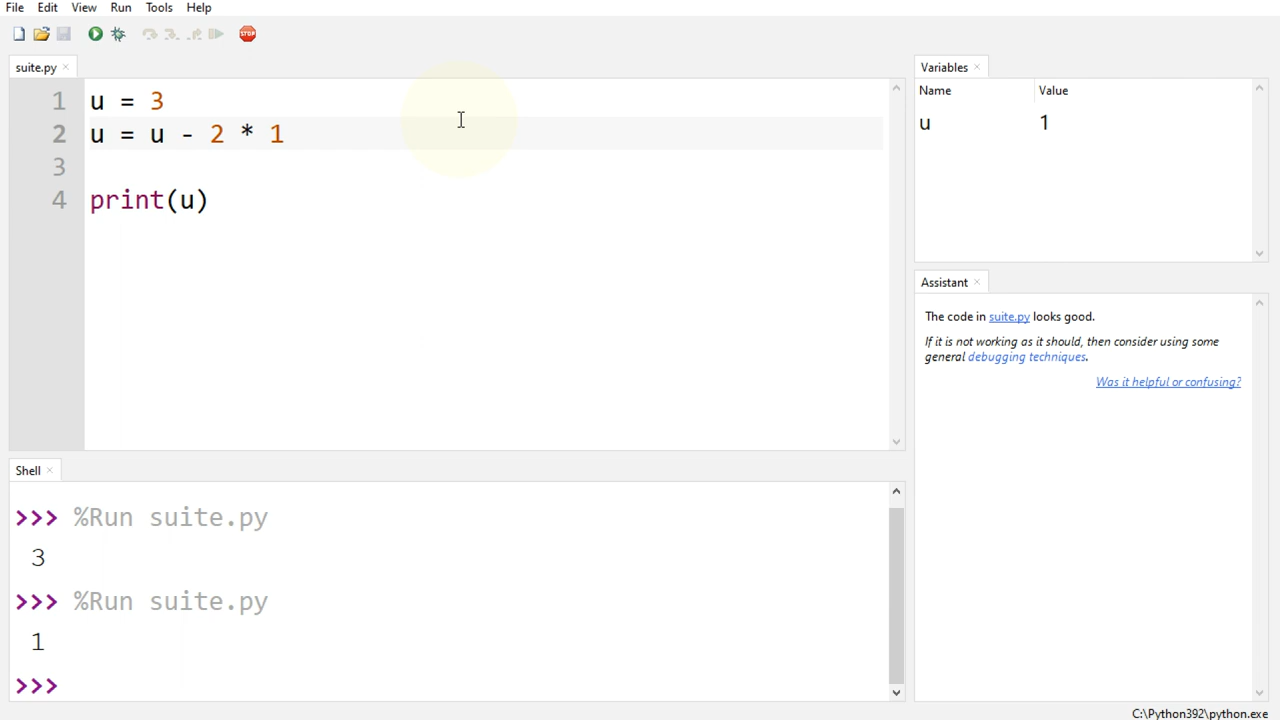 File Edit View Run Tools Help
STOP
suite.py ×
1 u = 3
2 u = u - 2 * 1
3
4 print(u)
Variables ×
Name Value
u 1
Assistant ×
The code in suite.py looks good.
If it is not working as it should, then consider using some
general debugging techniques.
Was it helpful or confusing?
Shell ×
>>> %Run suite.py
3
>>> %Run suite.py
1
>>>
C:\Python392\python.exe